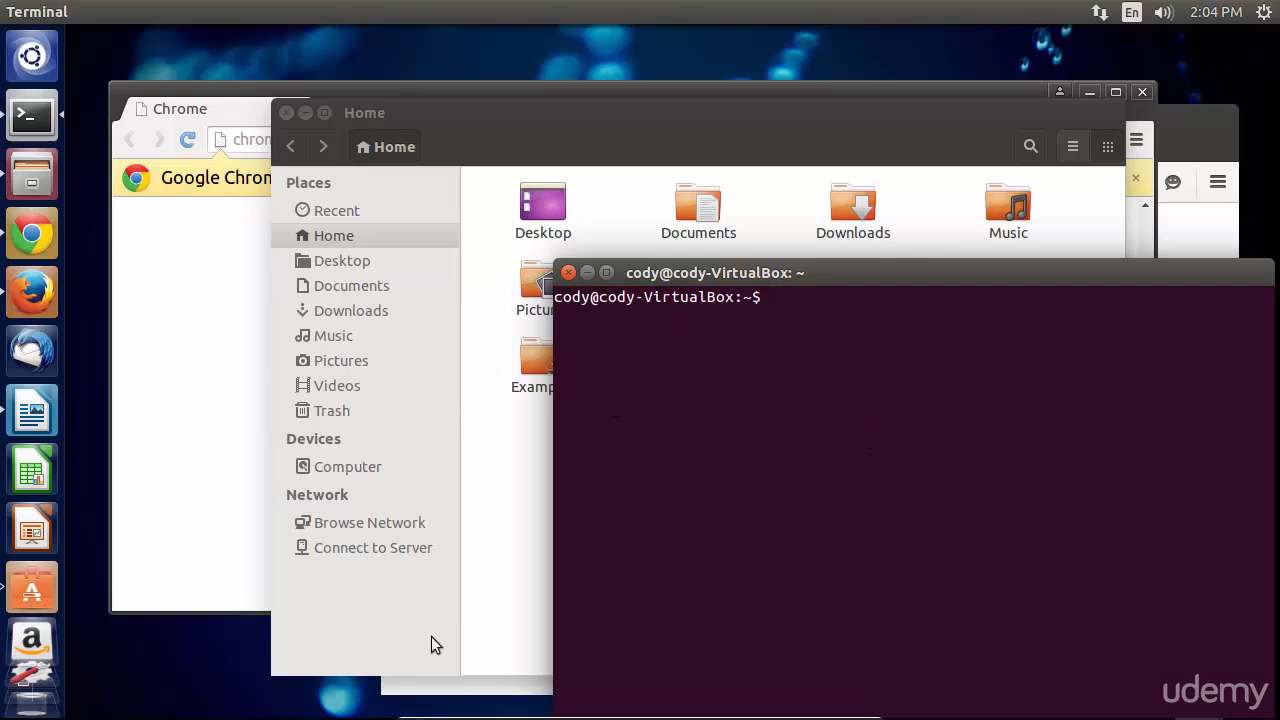 Terminal
En
2:04 PM
Chrome
Home
chrom
Home
Google Chron
Places
Recent
Home
Desktop
Documents
Downloads
Music
Pictures
Videos
Trash
Devices
Computer
Network
Browse Network
Connect to Server
Desktop
Documents
Downloads
Music
Pictu
Examp
cody@cody-VirtualBox: ~
cody@cody-VirtualBox:~$
udemy